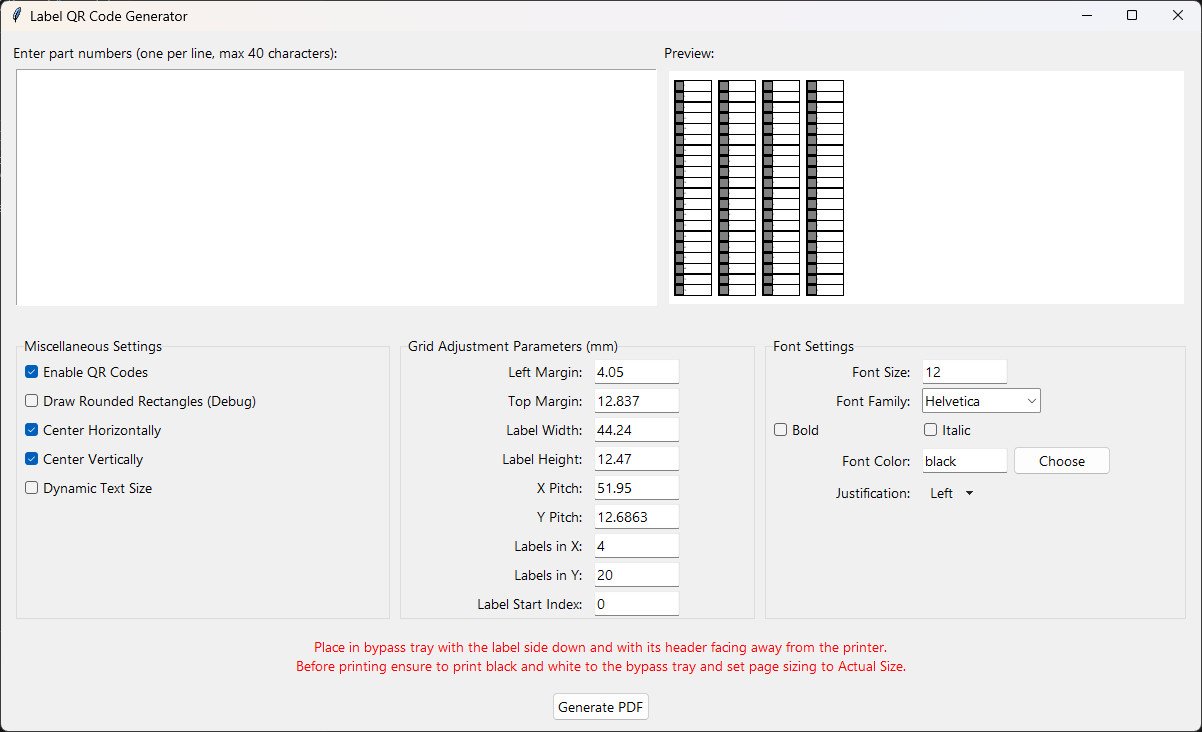 Label QR Code Generator
Enter part numbers (one per line, max 40 characters):
Preview:
Miscellaneous Settings
Enable QR Codes
Draw Rounded Rectangles (Debug)
Center Horizontally
Center Vertically
Dynamic Text Size
Grid Adjustment Parameters (mm)
Left Margin: 4.05
Top Margin: 12.837
Label Width: 44.24
Label Height: 12.47
X Pitch: 51.95
Y Pitch: 12.6863
Labels in X: 4
Labels in Y: 20
Label Start Index: 0
Font Settings
Font Size: 12
Font Family: Helvetica
Bold Italic
Font Color: black Choose
Justification: Left
Place in bypass tray with the label side down and with its header facing away from the printer.
Before printing ensure to print black and white to the bypass tray and set page sizing to Actual Size.
Generate PDF